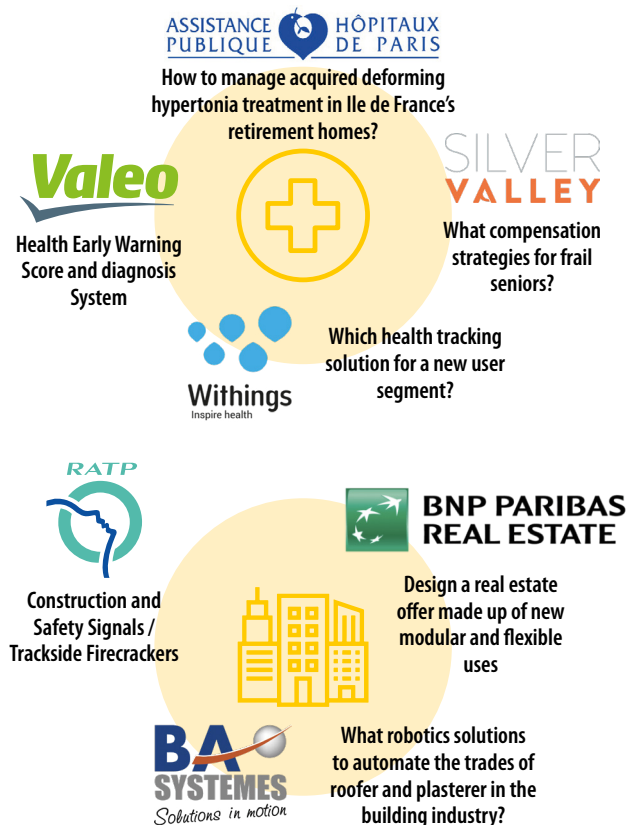 ASSISTANCE HÔPITAUX
PUBLIQUE DE PARIS
How to manage acquired deforming
hypertonia treatment in Ile de France's
retirement homes?
Valeo
Health Early Warning
Score and diagnosis
System
SILVER
VALLEY
What compensation
strategies for frail
seniors?
Withings
Inspire health
Which health tracking
solution for a new user
segment?
RATP
Construction and
Safety Signals /
Trackside Firecrackers
BNP PARIBAS
REAL ESTATE
Design a real estate
offer made up of new
modular and flexible
uses
BA
SYSTEMES
Solutions in motion
What robotics solutions
to automate the trades of
roofer and plasterer in the
building industry?